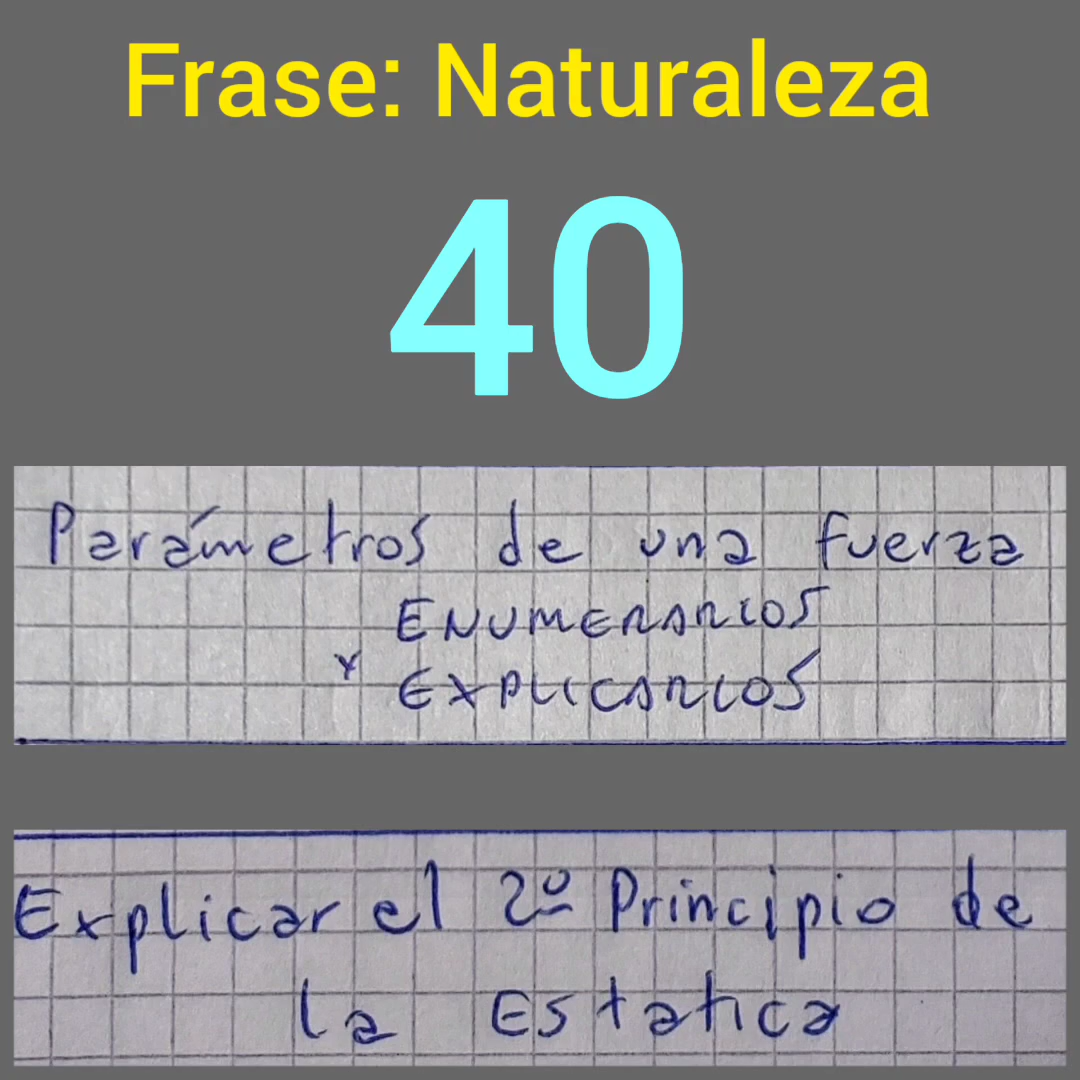 Frase: Naturaleza
40
Parámetros de una fuerza
ENUMERARLOS
Y EXPLICARLOS
Explicar el 2º Principio de
la Estatica